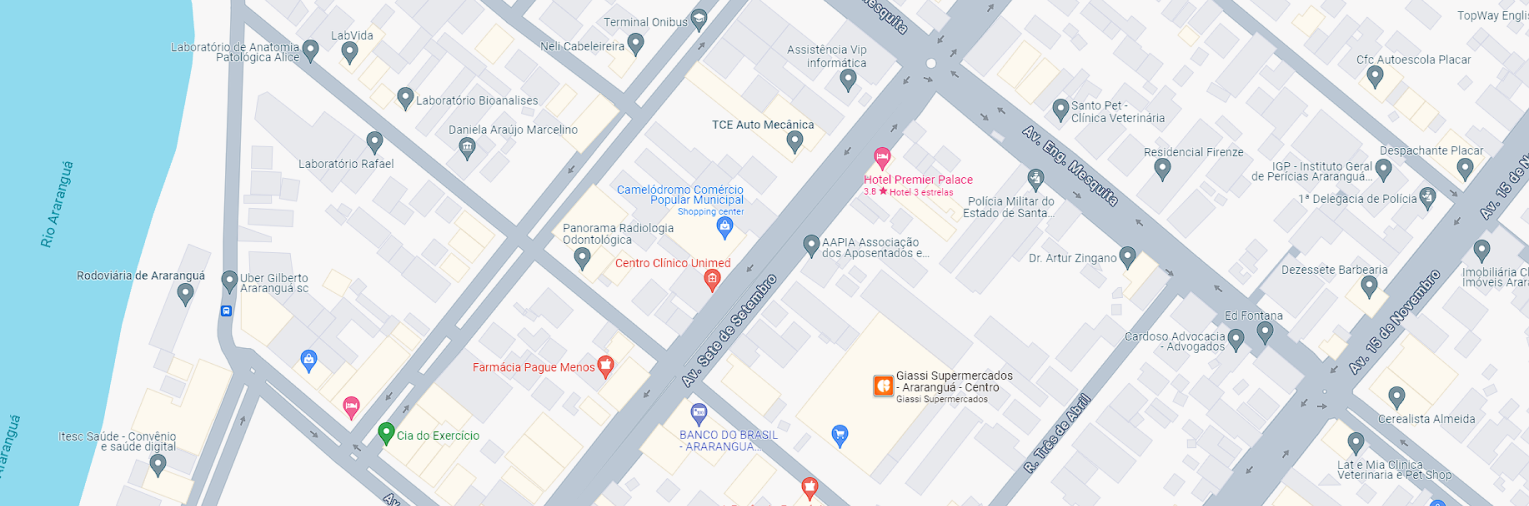 TopWay Englis
Terminal Onibus
Av. Eng. Mesquita
LabVida
Neli Cabeleireira
Laboratório de Anatomia
Patológica Alice
Assistência Vip
informática
Cfc Autoescola Placar
Laboratório Bioanalises
Santo Pet -
Clínica Veterinária
TCE Auto Mecânica
Daniela Araújo Marcelino
Laboratório Rafael
Hotel Premier Palace
3.8 ★ Hotel 3 estrelas
Av. Eng. Mesquita
Residencial Firenze
Despachante Placar
IGP - Instituto Geral
de Perícias Araranguá...
1ª Delegacia de Polícia
Av. 15 de N
Rio Araranguá
Camelódromo Comércio
Popular Municipal
Shopping center
Polícia Militar do
Estado de Santa...
Panorama Radiologia
Odontológica
AAPIA Associação
dos Aposentados e...
Centro Clínico Unimed
Dr. Artur Zingano
Rodoviária de Araranguá
Uber Gilberto
Araranguá sc
Dezessete Barbearia
Imobiliária Ch
Imóveis Arara
Av. Sete de Setembro
Ed Fontana
Cardoso Advocacia
- Advogados
Av. 15 de Novembro
Farmácia Pague Menos
Giassi Supermercados
- Araranguá - Centro
Giassi Supermercados
R. Três de Abril
Cerealista Almeida
Araranguá
Itesc Saúde - Convênio
e saúde digital
Cia do Exercício
BANCO DO BRASIL
- ARARANGUÁ...
Lat e Mia Clínica
Veterinária e Pet Shop
Av.